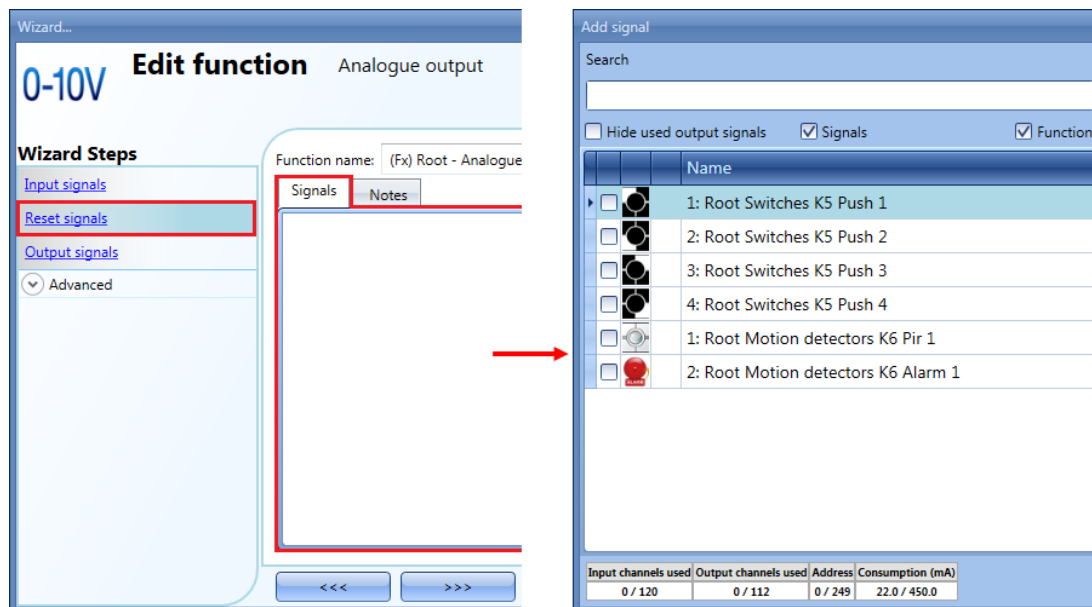 Wizard...
0-10V
Edit function Analogue output
Wizard Steps
Input signals
Reset signals
Output signals
Advanced
Function name: (Fx) Root - Analogue
Signals Notes
<<< >>>
Add signal
Search
Hide used output signals Signals Function
Name
1: Root Switches K5 Push 1
2: Root Switches K5 Push 2
3: Root Switches K5 Push 3
4: Root Switches K5 Push 4
1: Root Motion detectors K6 Pir 1
ALARM 2: Root Motion detectors K6 Alarm 1
Input channels used Output channels used Address Consumption (mA)
0 / 120 0 / 112 0 / 249 22.0 / 450.0